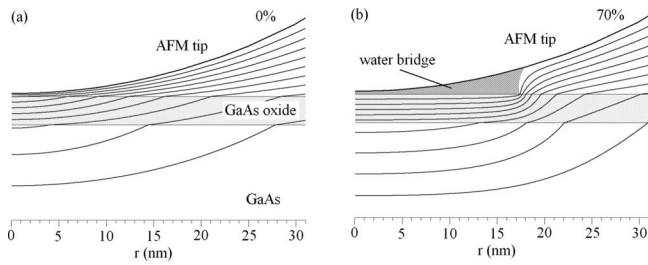 (a)
0%
AFM tip
GaAs oxide
GaAs
0 5 10 15 20 25 30
r (nm)
(b)
70%
AFM tip
water bridge
0 5 10 15 20 25 30
r (nm)